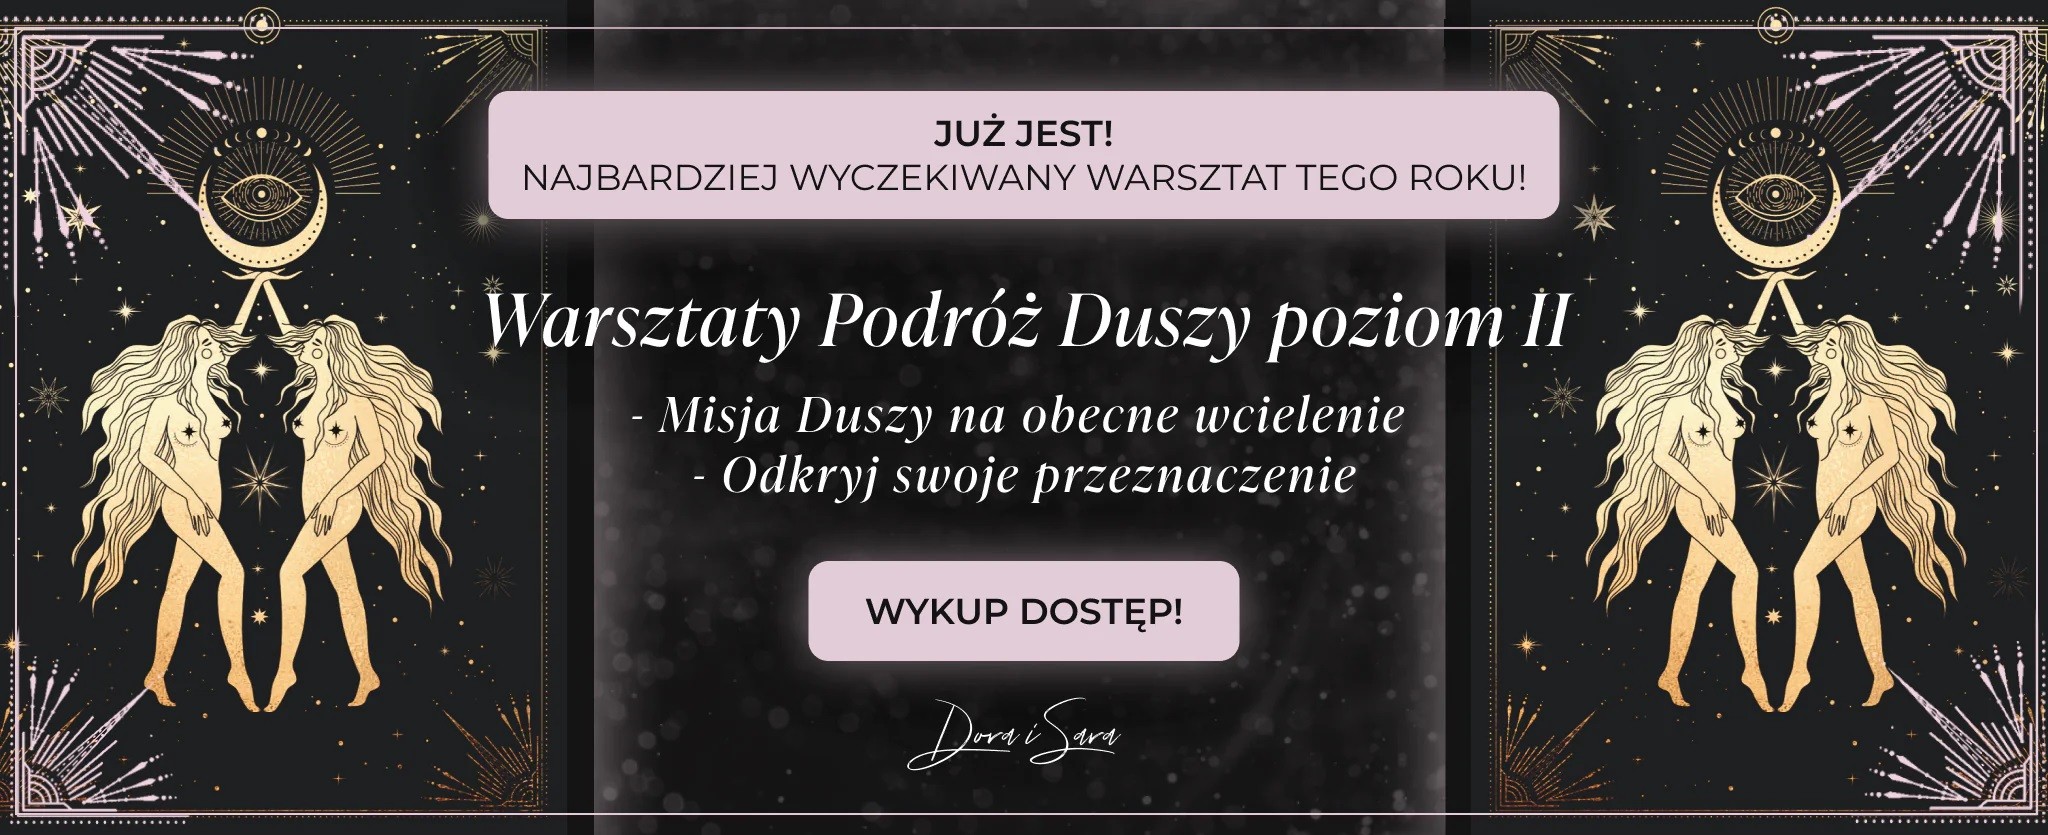 JUŻ JEST!
NAJBARDZIEJ WYCZEKIWANY WARSZTAT TEGO ROKU!
Warsztaty Podróż Duszy poziom II
- Misja Duszy na obecne wcielenie
- Odkryj swoje przeznaczenie
WYKUP DOSTĘP!
Dora i Sara